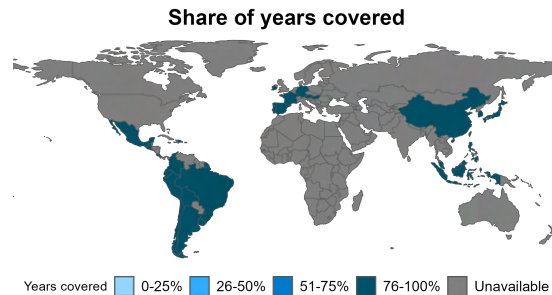 Share of years covered
Years covered 0-25% 26-50% 51-75% 76-100% Unavailable